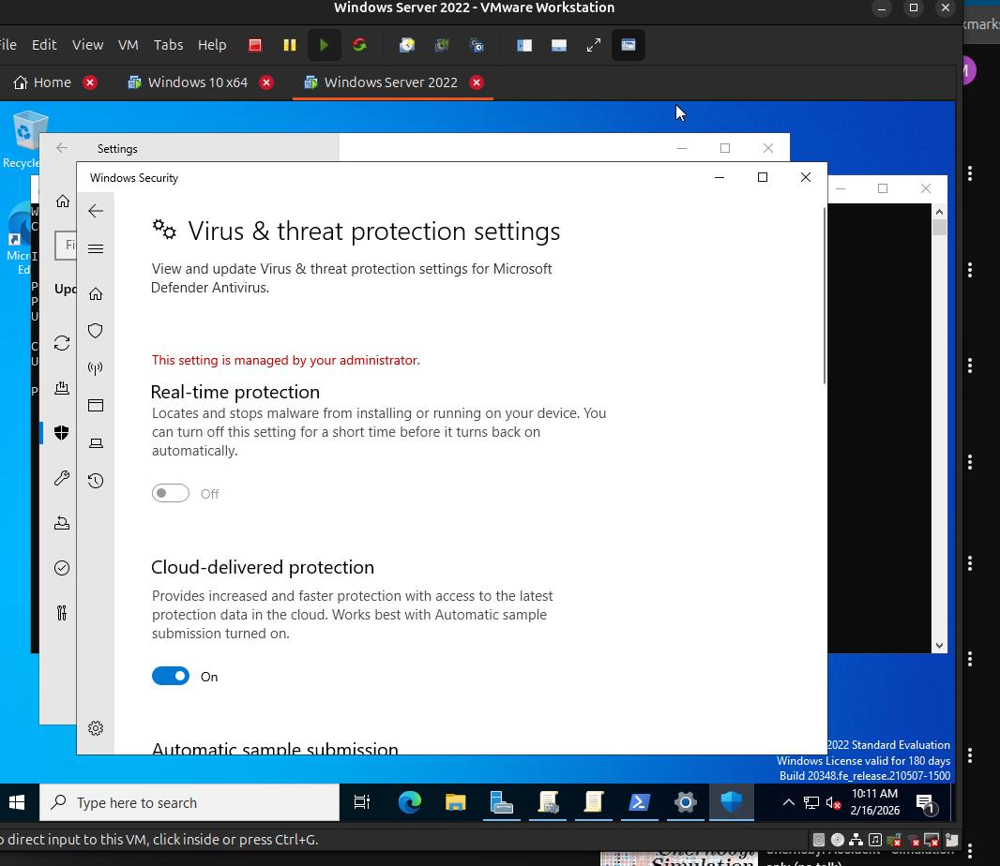 Windows Server 2022 - VMware Workstation
ile Edit View VM Tabs Help
kmarks
Home Windows 10 x64 Windows Server 2022
M
Recycle
Settings
Windows Security
Fi
Micr
Ed
Upd
Virus & threat protection settings
View and update Virus & threat protection settings for Microsoft
Defender Antivirus.
This setting is managed by your administrator.
Real-time protection
Locates and stops malware from installing or running on your device. You
can turn off this setting for a short time before it turns back on
automatically.
Off
Cloud-delivered protection
Provides increased and faster protection with access to the latest
protection data in the cloud. Works best with Automatic sample
submission turned on.
On
Automatic sample submission
2022 Standard Evaluation
Windows License valid for 180 days
Build 20348.fe_release.210507-1500
Type here to search
10:11 AM
2/16/2026
1
o direct input to this VM, click inside or press Ctrl+G.
Simulation
only (no talk)